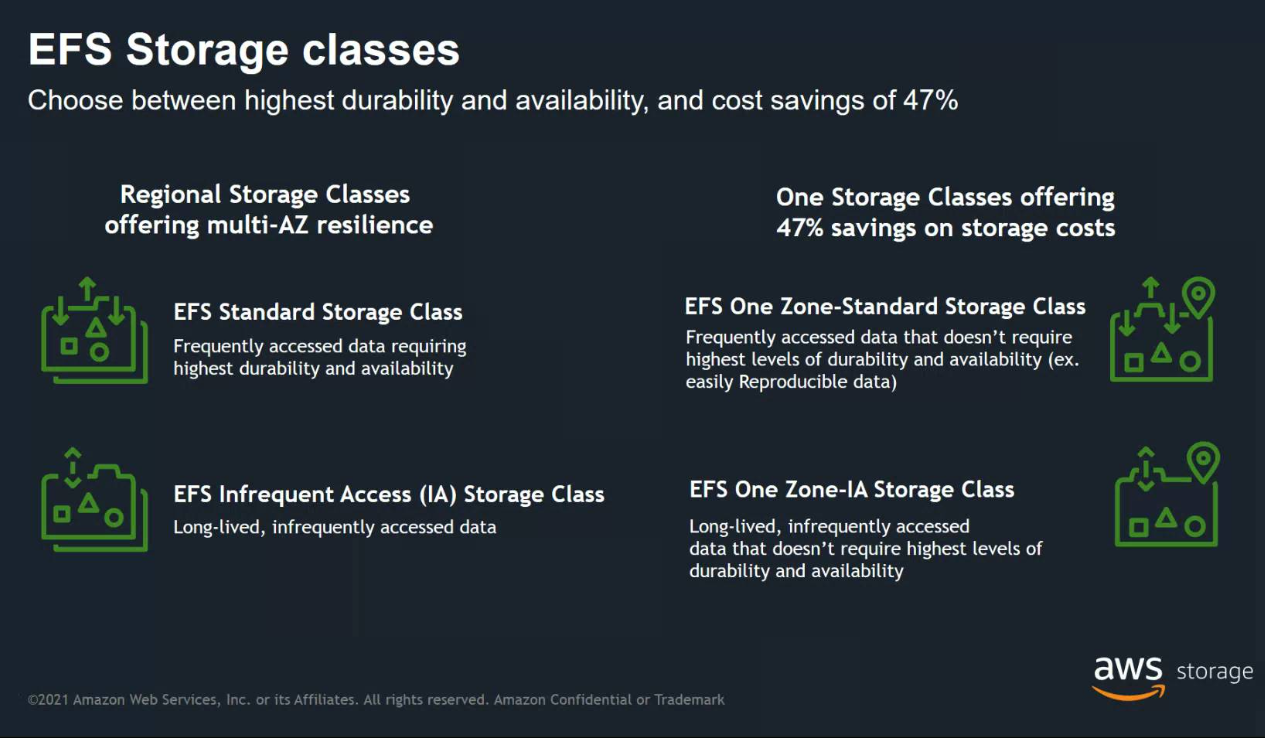 EFS Storage classes
Choose between highest durability and availability, and cost savings of 47%
Regional Storage Classes
offering multi-AZ resilience
EFS Standard Storage Class
Frequently accessed data requiring
highest durability and availability
EFS Infrequent Access (IA) Storage Class
Long-lived, infrequently accessed data
One Storage Classes offering
47% savings on storage costs
EFS One Zone-Standard Storage Class
Frequently accessed data that doesn't require
highest levels of durability and availability (ex.
easily Reproducible data)
EFS One Zone-IA Storage Class
Long-lived, infrequently accessed
data that doesn't require highest levels of
durability and availability
©2021 Amazon Web Services, Inc. or its Affiliates. All rights reserved. Amazon Confidential or Trademark
aws storage